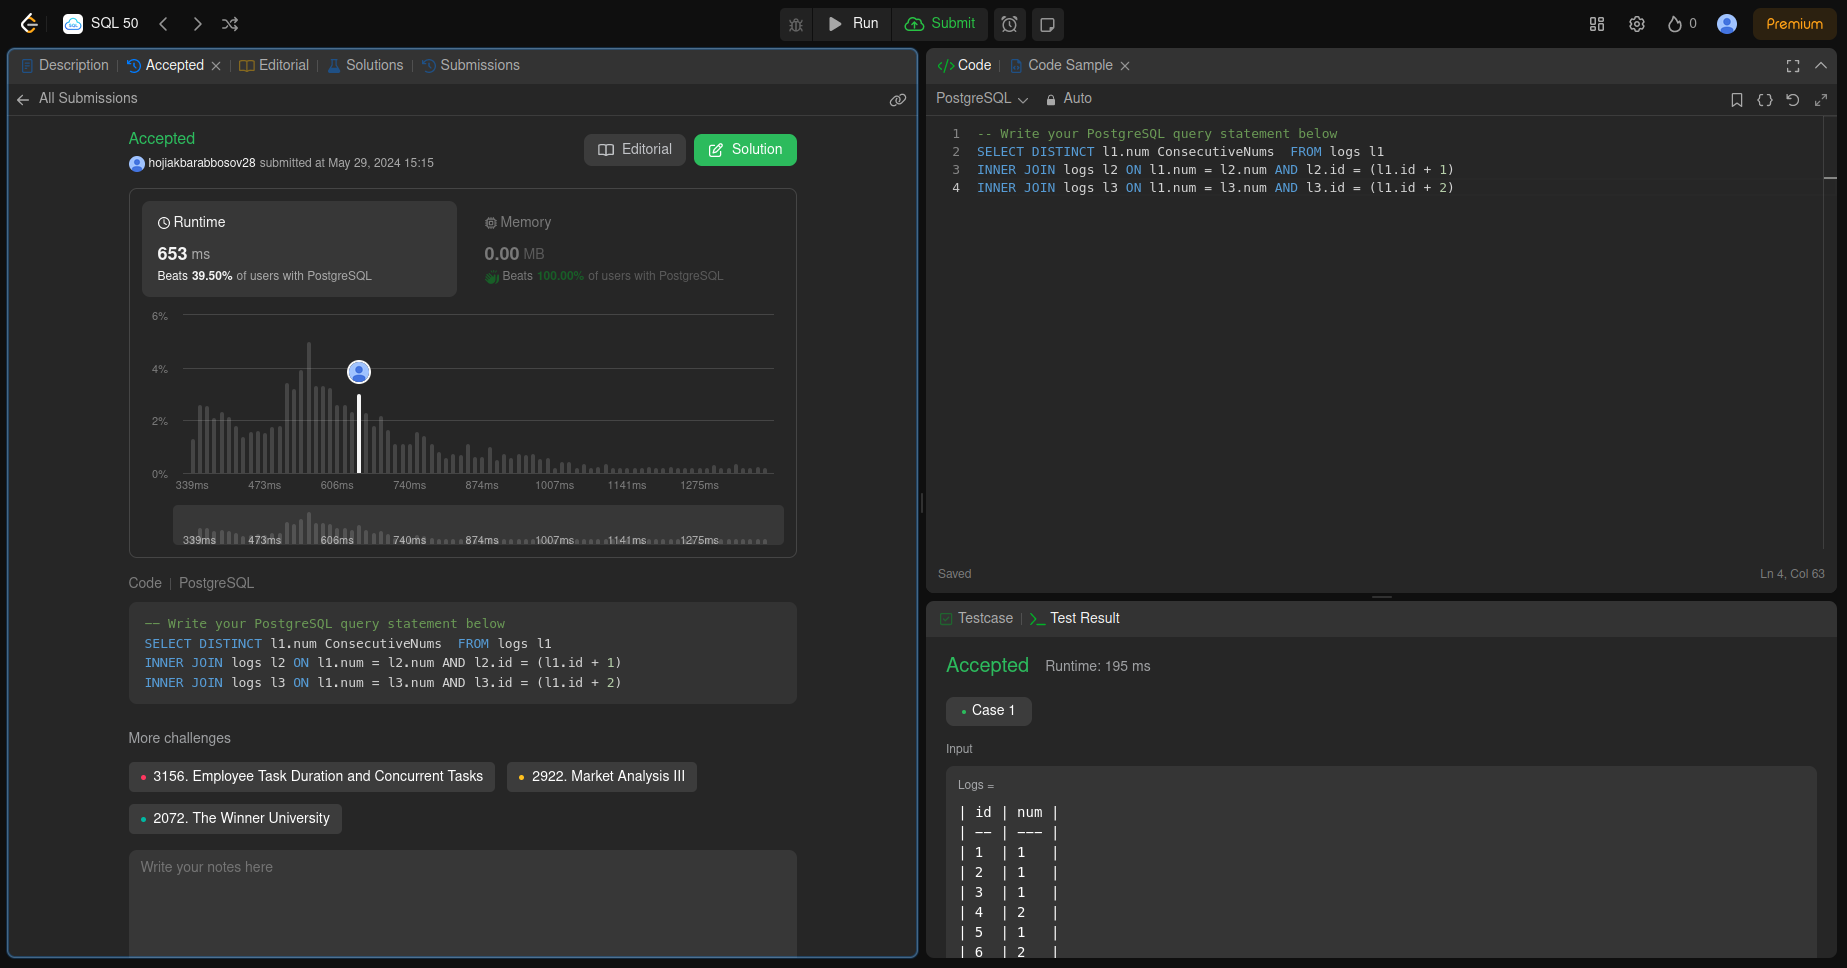 SQL 50
Run
Submit
0
Premium
Description
Accepted
Editorial
Solutions
Submissions
All Submissions
Accepted
hojiakbarabbosov28 submitted at May 29, 2024 15:15
Editorial
Solution
Runtime
653 ms
Beats 39.50% of users with PostgreSQL
Memory
0.00 MB
Beats 100.00% of users with PostgreSQL
6%
4%
2%
0%
339ms 473ms 606ms 740ms 874ms 1007ms 1141ms 1275ms
339ms 473ms 606ms 740ms 874ms 1007ms 1141ms 1275ms
Code | PostgreSQL
-- Write your PostgreSQL query statement below
SELECT DISTINCT l1.num ConsecutiveNums  FROM logs l1
INNER JOIN logs l2 ON l1.num = l2.num AND l2.id = (l1.id + 1)
INNER JOIN logs l3 ON l1.num = l3.num AND l3.id = (l1.id + 2)
More challenges
3156. Employee Task Duration and Concurrent Tasks
2922. Market Analysis III
2072. The Winner University
Write your notes here
</> Code
Code Sample
PostgreSQL
Auto
1 -- Write your PostgreSQL query statement below
2 SELECT DISTINCT l1.num ConsecutiveNums  FROM logs l1
3 INNER JOIN logs l2 ON l1.num = l2.num AND l2.id = (l1.id + 1)
4 INNER JOIN logs l3 ON l1.num = l3.num AND l3.id = (l1.id + 2)
Saved
Ln 4, Col 63
Testcase
Test Result
Accepted
Runtime: 195 ms
Case 1
Input
Logs =
| id | num |
| -- | --- |
| 1  | 1   |
| 2  | 1   |
| 3  | 1   |
| 4  | 2   |
| 5  | 1   |
| 6  | 2   |